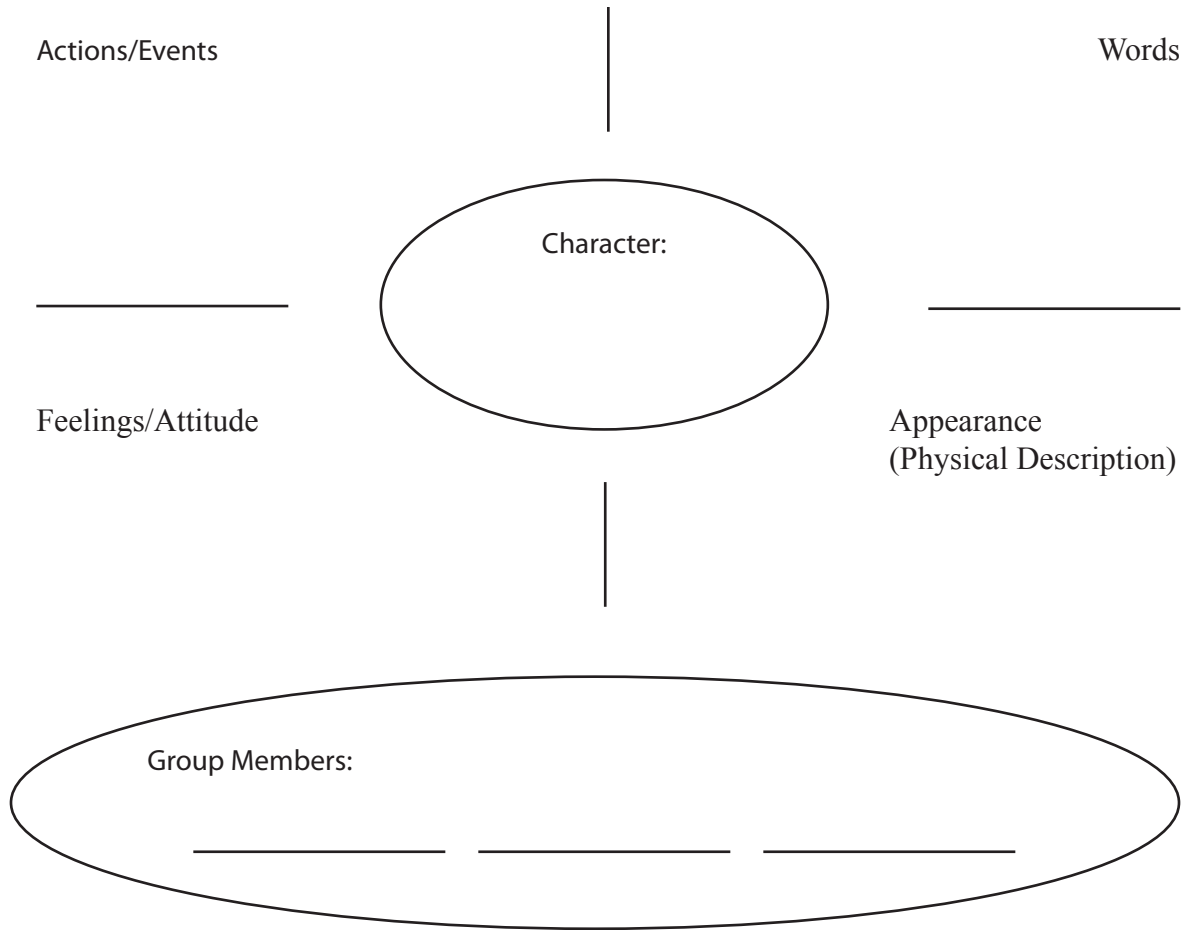 Actions/Events
Words
Character:
Feelings/Attitude
Appearance
(Physical Description)
Group Members: